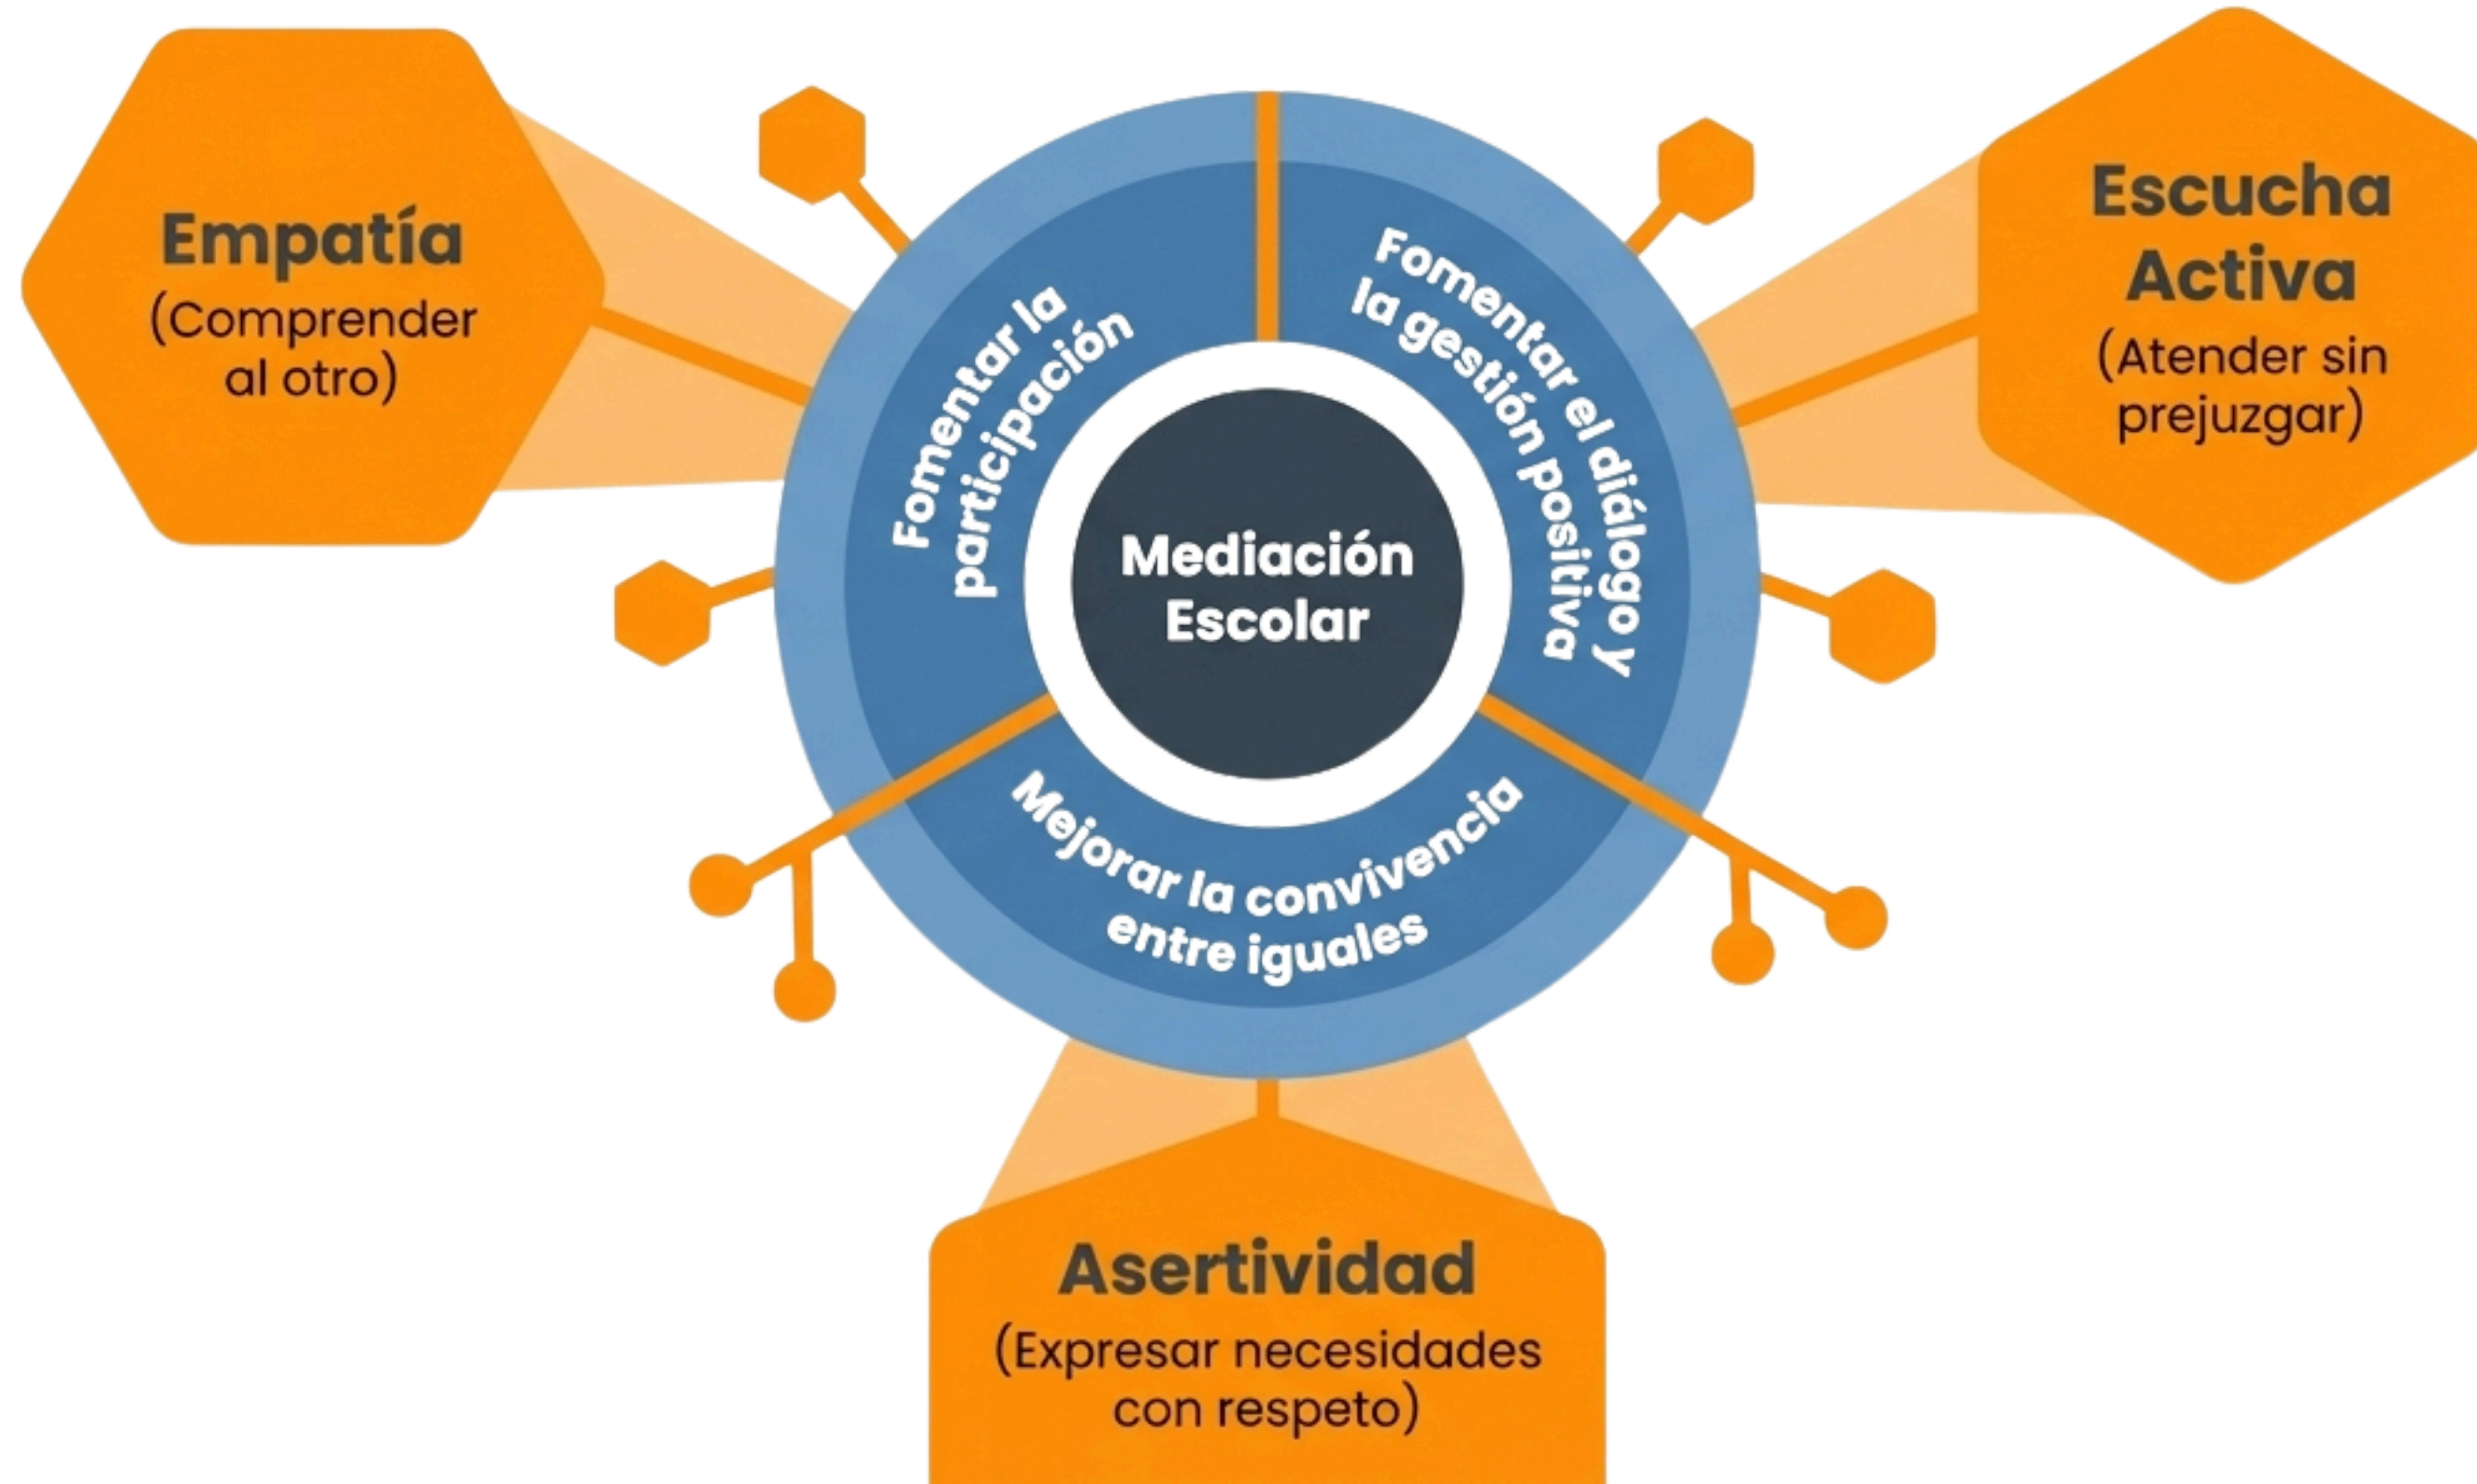 Empatía
(Comprender
al otro)
Escucha
Activa
(Atender sin
prejuzgar)
Fomentar la
participación
Fomentar el diálogo y
la gestión positiva
Mediación
Escolar
Mejorar la convivencia
entre iguales
Asertividad
(Expresar necesidades
con respeto)